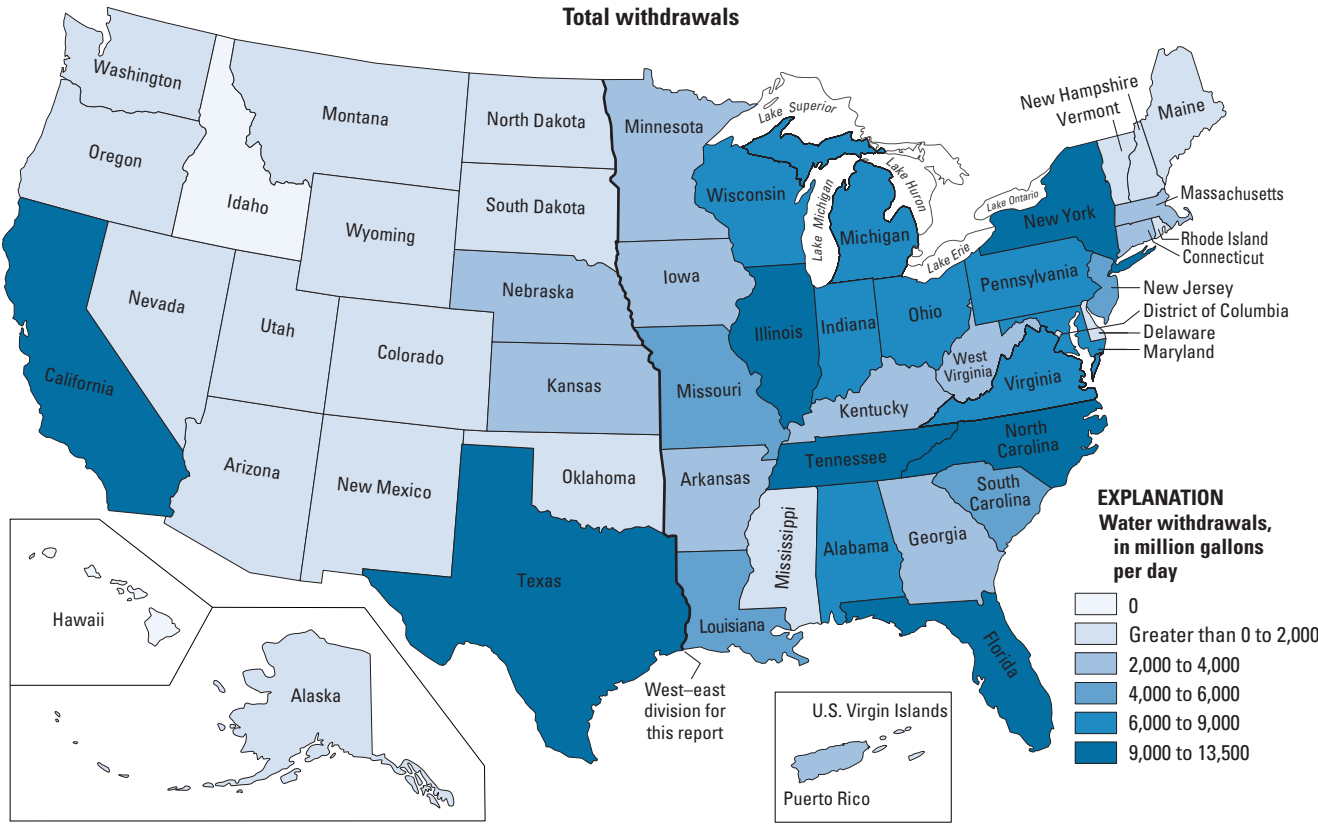 Total withdrawals
Washington
Oregon
California
Idaho
Nevada
Montana
Wyoming
Utah
Arizona
Colorado
New Mexico
North Dakota
South Dakota
Nebraska
Kansas
Oklahoma
Texas
Minnesota
Iowa
Missouri
Arkansas
Louisiana
Wisconsin
Illinois
Michigan
Indiana
Ohio
Kentucky
Tennessee
Mississippi
Alabama
Georgia
Florida
South
Carolina
North
Carolina
Virginia
West
Virginia
Pennsylvania
New York
Lake Superior
Lake Michigan
Lake Huron
Lake Erie
Lake Ontario
New Hampshire
Vermont
Maine
Massachusetts
Rhode Island
Connecticut
New Jersey
District of Columbia
Delaware
Maryland
Hawaii
Alaska
West–east
division for
this report
U.S. Virgin Islands
Puerto Rico
EXPLANATION
Water withdrawals,
in million gallons
per day
0
Greater than 0 to 2,000
2,000 to 4,000
4,000 to 6,000
6,000 to 9,000
9,000 to 13,500